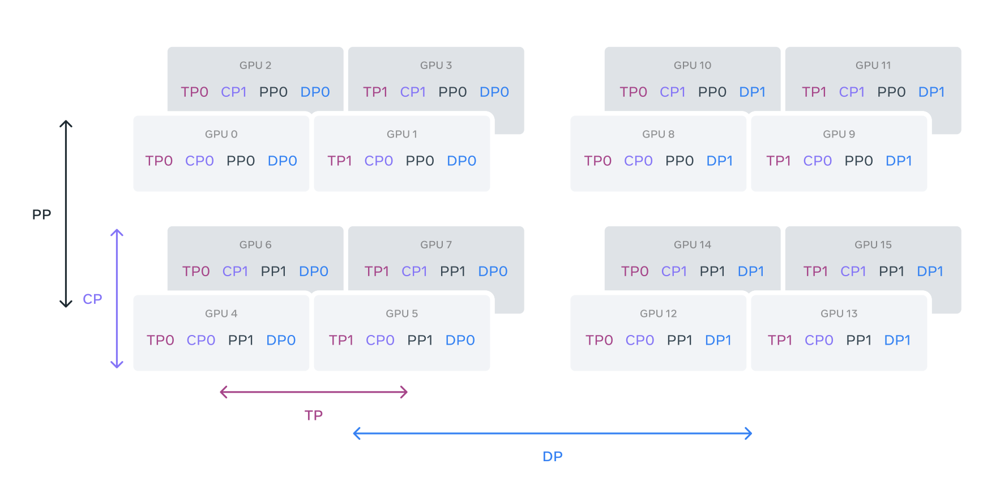 GPU 2
TP0 CP1 PP0 DP0
GPU 3
TP1 CP1 PP0 DP0
GPU 10
TP0 CP1 PP0 DP1
GPU 11
TP1 CP1 PP0 DP1
GPU 0
TP0 CP0 PP0 DP0
GPU 1
TP1 CP0 PP0 DP0
GPU 8
TP0 CP0 PP0 DP1
GPU 9
TP1 CP0 PP0 DP1
PP
GPU 6
TP0 CP1 PP1 DP0
GPU 7
TP1 CP1 PP1 DP0
GPU 14
TP0 CP1 PP1 DP1
GPU 15
TP1 CP1 PP1 DP1
CP
GPU 4
TP0 CP0 PP1 DP0
GPU 5
TP1 CP0 PP1 DP0
GPU 12
TP0 CP0 PP1 DP1
GPU 13
TP1 CP0 PP1 DP1
TP
DP